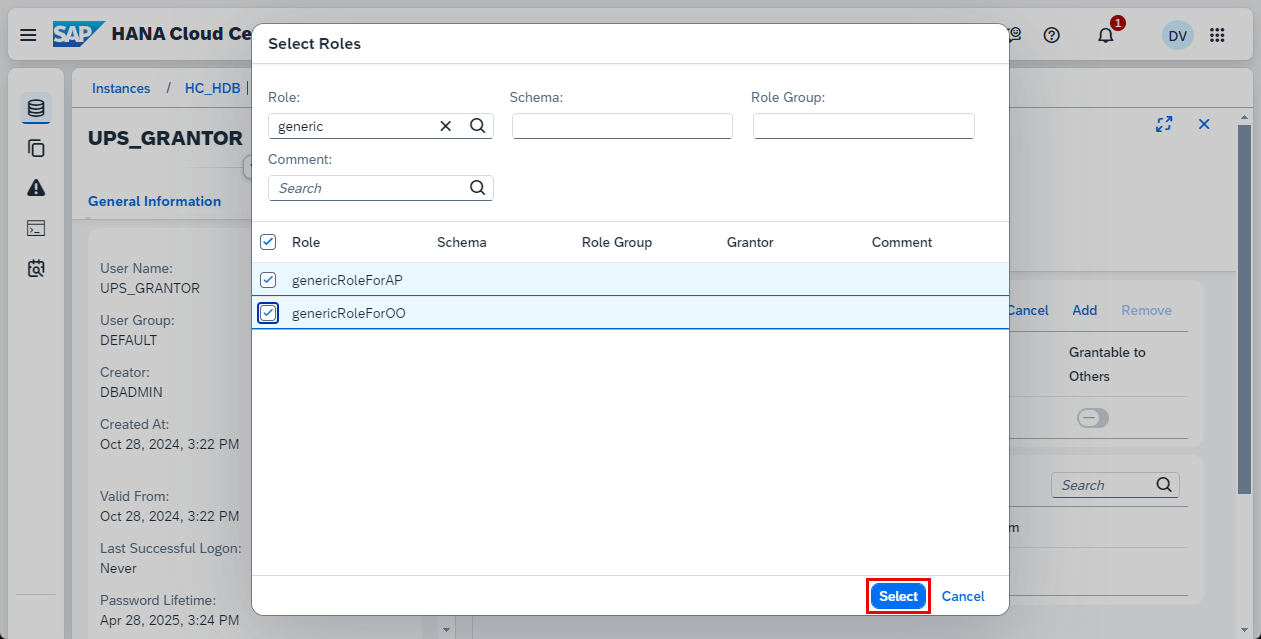 SAP HANA Cloud Ce
1
DV
Instances / HC_HDB
UPS_GRANTOR
General Information
User Name:
UPS_GRANTOR
User Group:
DEFAULT
Creator:
DBADMIN
Created At:
Oct 28, 2024, 3:22 PM
Valid From:
Oct 28, 2024, 3:22 PM
Last Successful Logon:
Never
Password Lifetime:
Apr 28, 2025, 3:24 PM
Select Roles
Role: Schema: Role Group:
generic
Comment:
Search
Role Schema Role Group Grantor Comment
genericRoleForAP
genericRoleForOO
Select Cancel
Cancel Add Remove
Grantable to
Others
Search
m